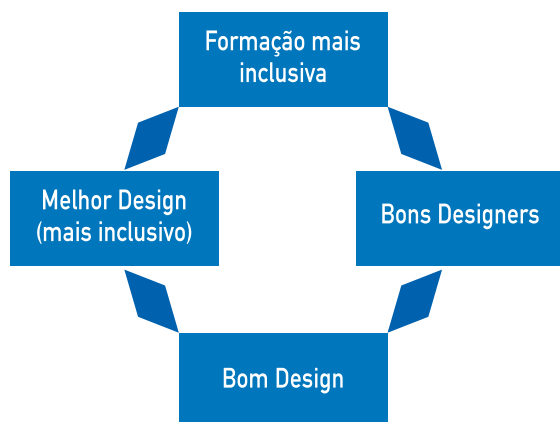 Formação mais
inclusiva
Melhor Design
(mais inclusivo)
Bons Designers
Bom Design